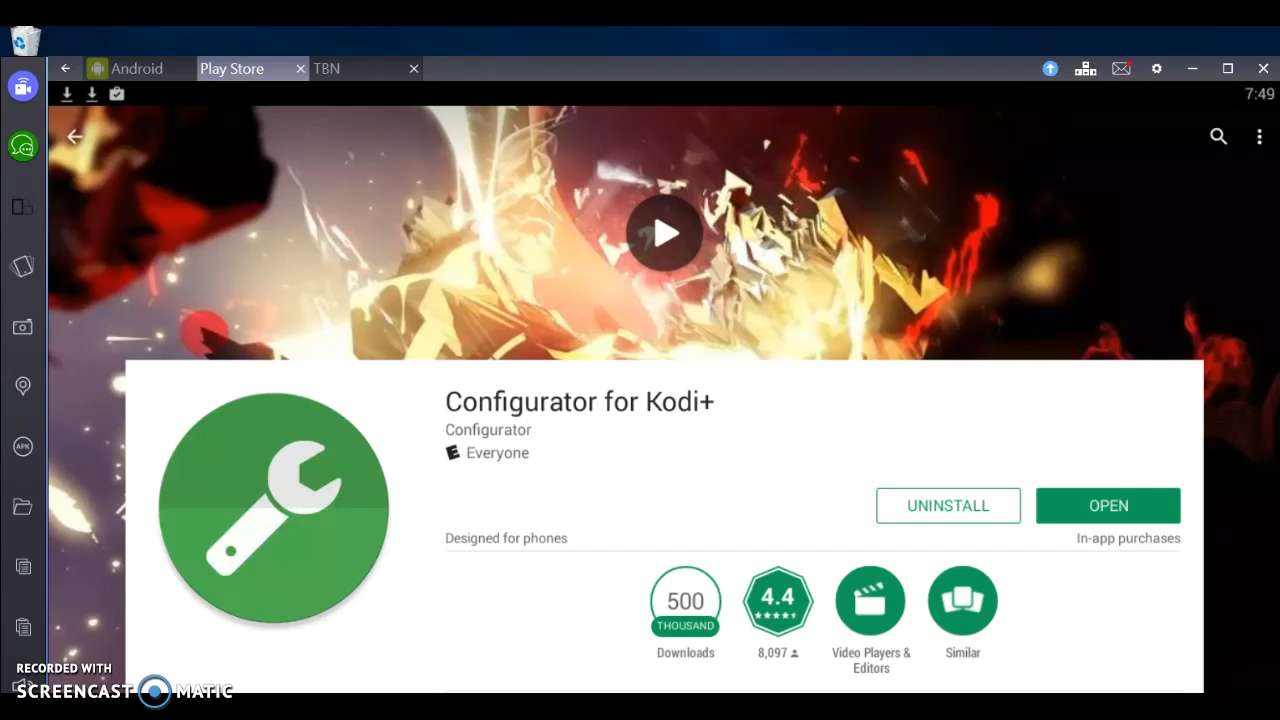 Android
Play Store
TBN
7:49
Configurator for Kodi+
Configurator
E Everyone
UNINSTALL
OPEN
Designed for phones
In-app purchases
500
THOUSAND
4.4
Downloads
8,097
Video Players &
Editors
Similar
APK
RECORDED WITH
SCREENCAST MATIC